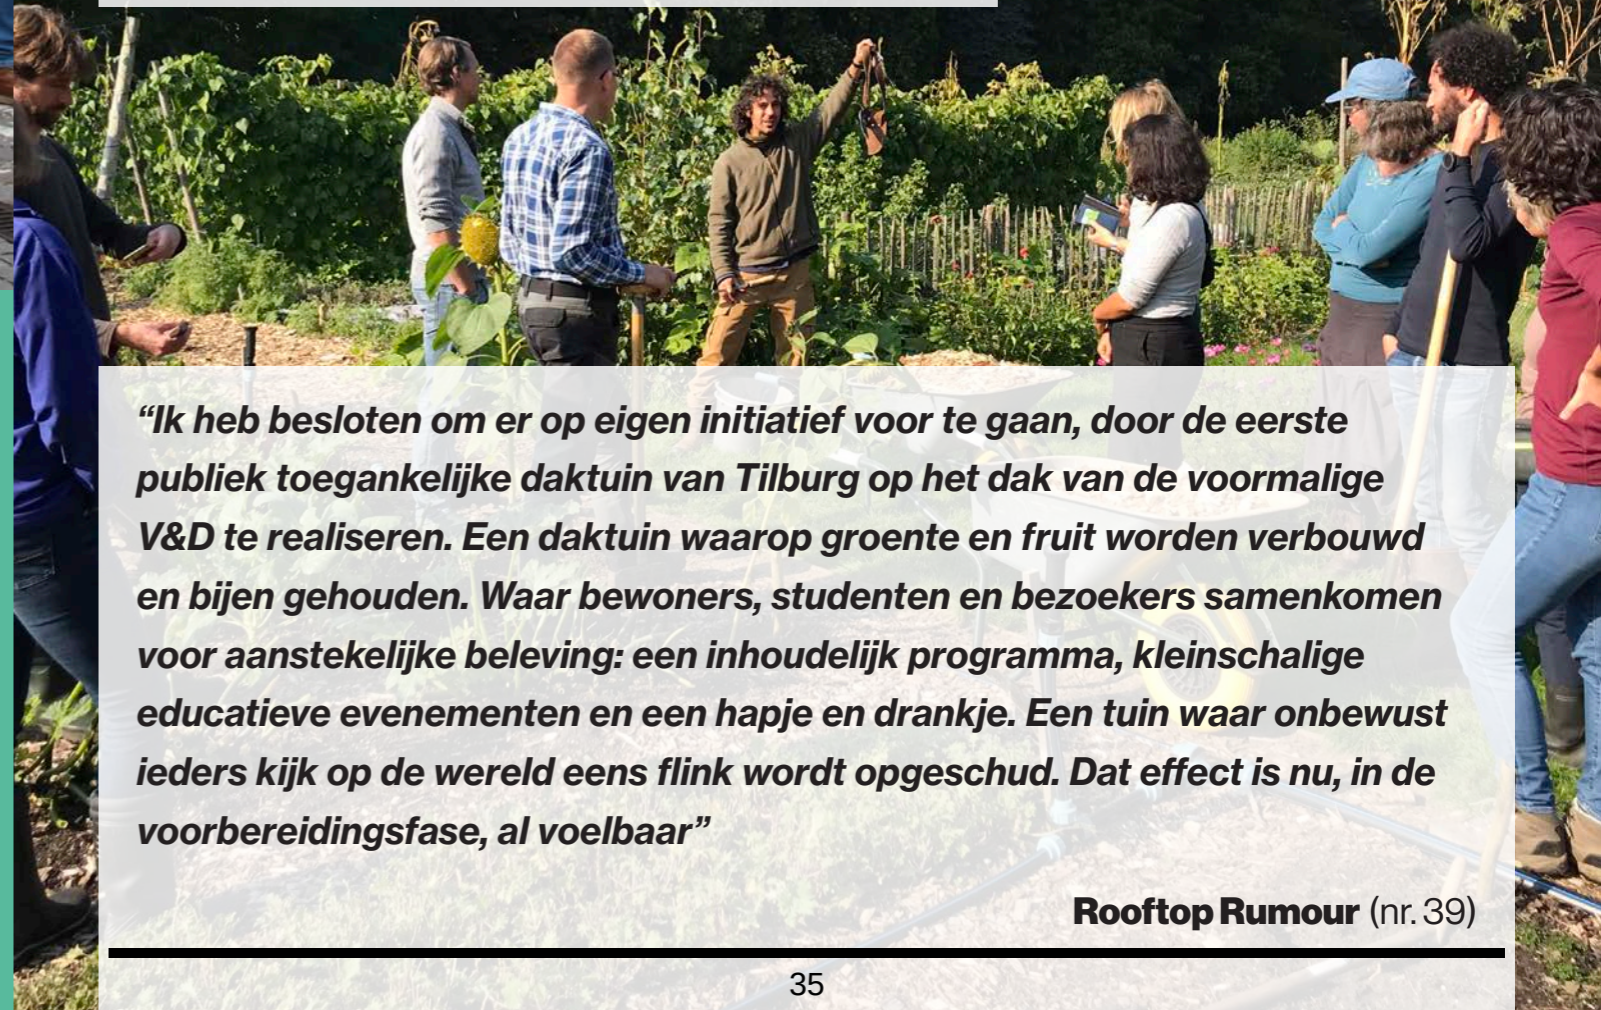 “Ik heb besloten om er op eigen initiatief voor te gaan, door de eerste
publiek toegankelijke daktuin van Tilburg op het dak van de voormalige
V&D te realiseren. Een daktuin waarop groente en fruit worden verbouwd
en bijen gehouden. Waar bewoners, studenten en bezoekers samenkomen
voor aanstekelijke beleving: een inhoudelijk programma, kleinschalige
educatieve evenementen en een hapje en drankje. Een tuin waar onbewust
ieders kijk op de wereld eens flink wordt opgeschud. Dat effect is nu, in de
voorbereidingsfase, al voelbaar”
Rooftop Rumour (nr. 39)
35